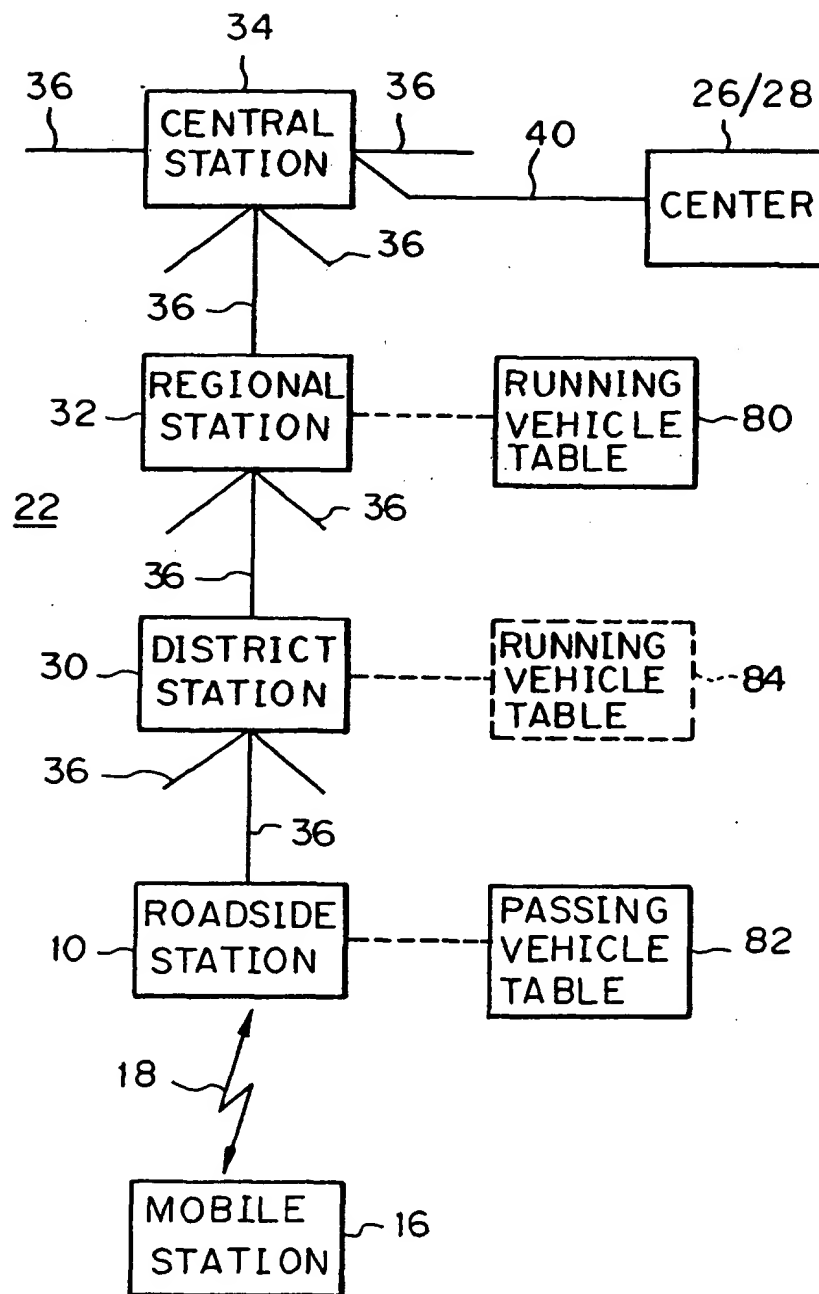 34
36
36
26/28
CENTRAL
STATION
40
CENTER
36
36
REGIONAL
STATION
32
RUNNING
VEHICLE
TABLE
80
22
36
36
DISTRICT
STATION
30
RUNNING
VEHICLE
TABLE
84
36
36
ROADSIDE
STATION
10
PASSING
VEHICLE
TABLE
82
18
MOBILE
STATION
16